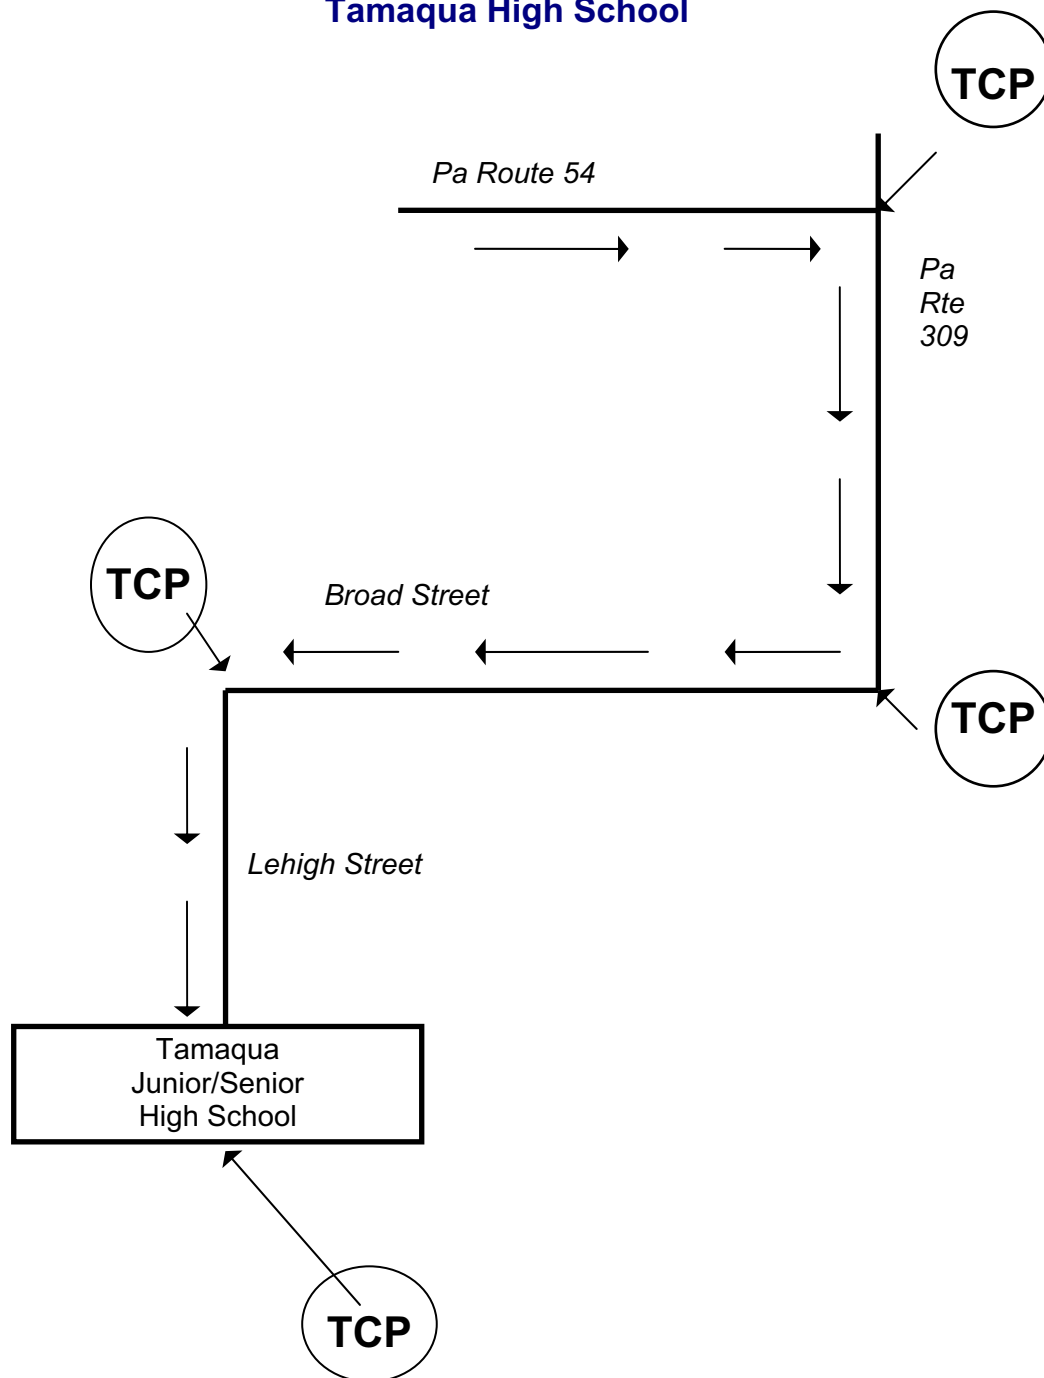 Tamaqua High School
TCP
Pa Route 54
Pa
Rte
309
TCP
Broad Street
TCP
Lehigh Street
Tamaqua
Junior/Senior
High School
TCP